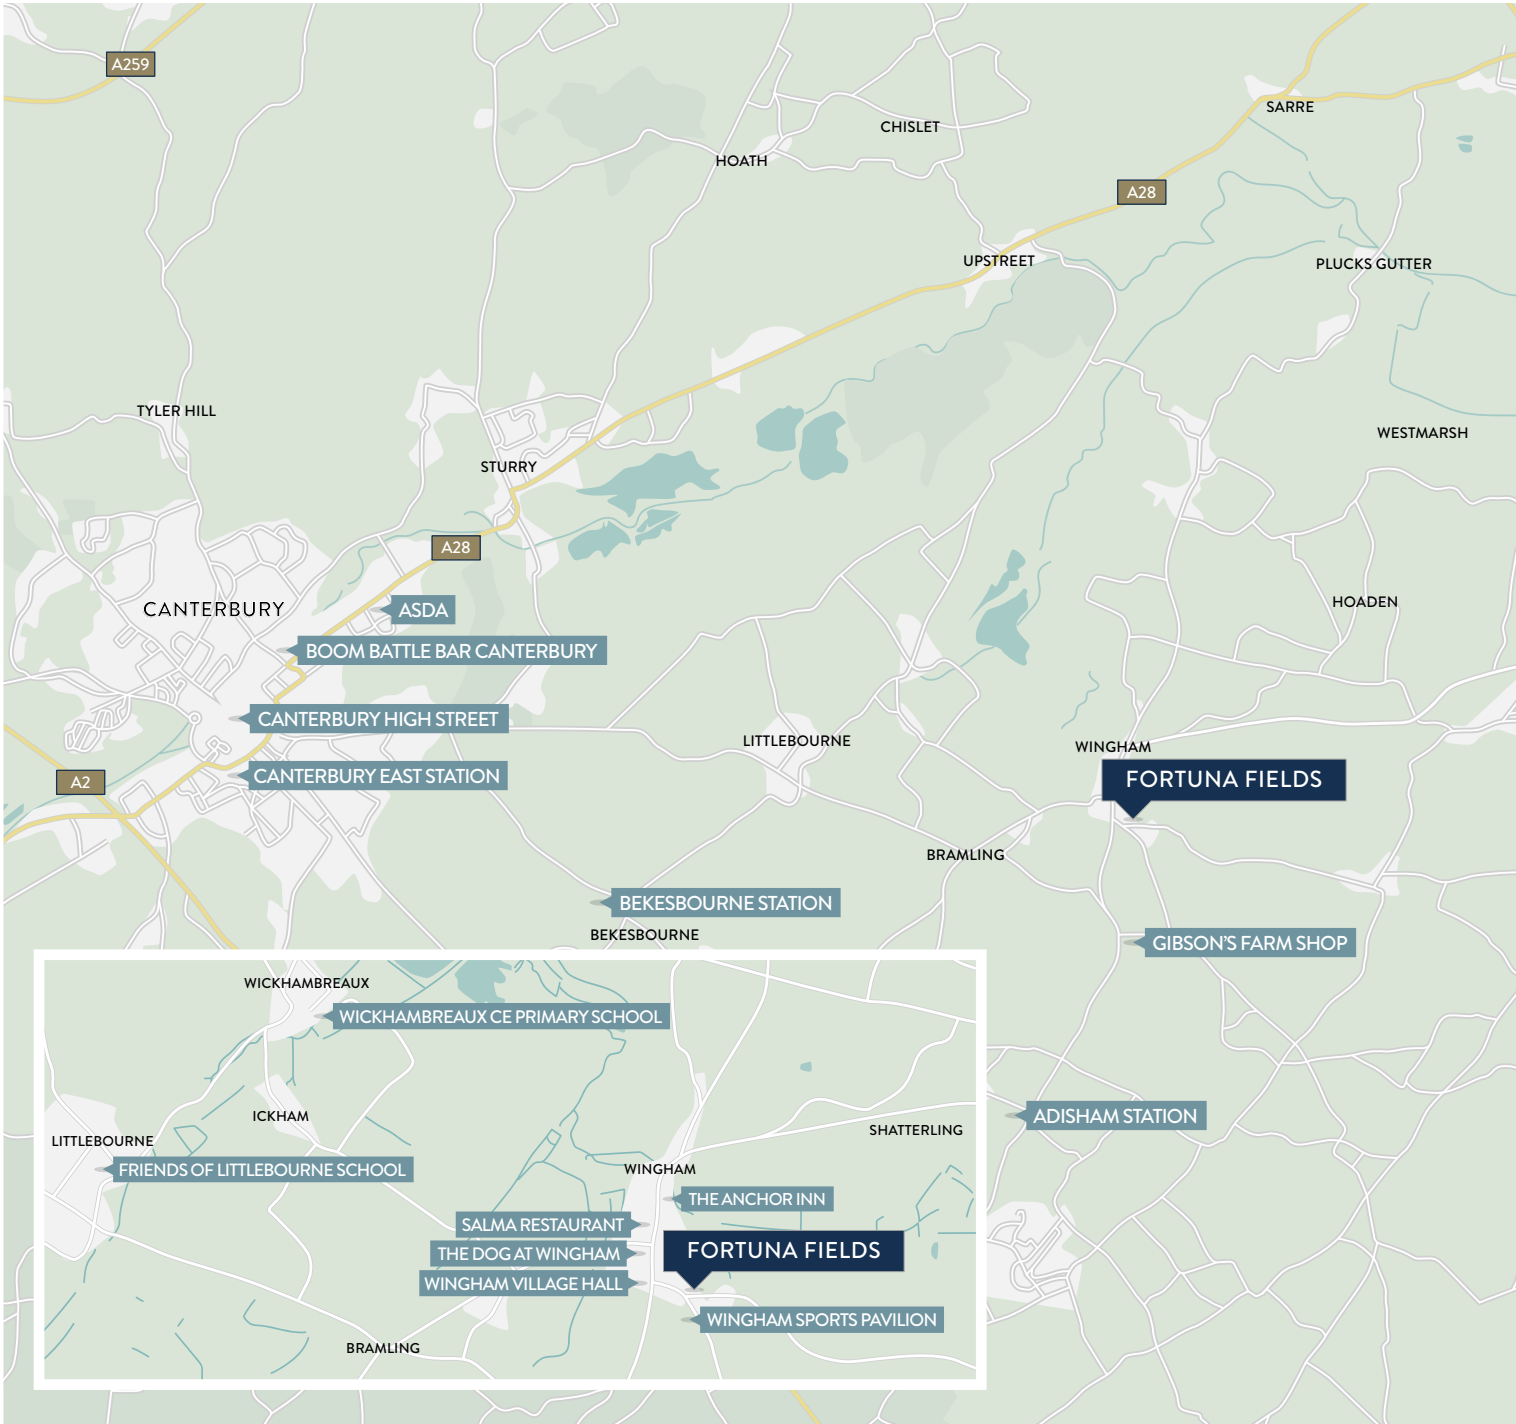 A259
SARRE
CHISLET
HOATH
A28
UPSTREET
PLUCKS GUTTER
TYLER HILL
WESTMARSH
STURRY
A28
HOADEN
CANTERBURY
ASDA
BOOM BATTLE BAR CANTERBURY
CANTERBURY HIGH STREET
LITTLEBOURNE
WINGHAM
CANTERBURY EAST STATION
FORTUNA FIELDS
A2
BRAMLING
BEKESBOURNE STATION
BEKESBOURNE
GIBSON'S FARM SHOP
ADISHAM STATION
WICKHAMBREAUX
WICKHAMBREAUX CE PRIMARY SCHOOL
ICKHAM
SHATTERLING
LITTLEBOURNE
FRIENDS OF LITTLEBOURNE SCHOOL
WINGHAM
THE ANCHOR INN
SALMA RESTAURANT
THE DOG AT WINGHAM
FORTUNA FIELDS
WINGHAM VILLAGE HALL
WINGHAM SPORTS PAVILION
BRAMLING